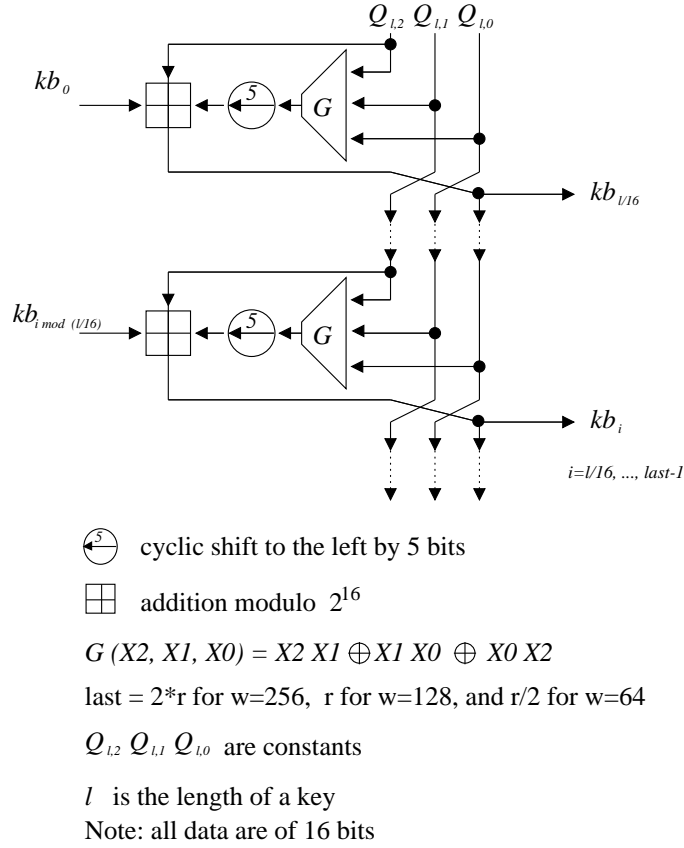 Q l,2 Q l,1 Q l,0
kb 0
5
G
kb l/16
kb i mod (l/16)
5
G
kb i
i=l/16, ..., last-1
5 cyclic shift to the left by 5 bits
addition modulo 2^16
G (X2, X1, X0) = X2 X1 ⊕ X1 X0 ⊕ X0 X2
last = 2*r for w=256, r for w=128, and r/2 for w=64
Q l,2 Q l,1 Q l,0 are constants
l is the length of a key
Note: all data are of 16 bits